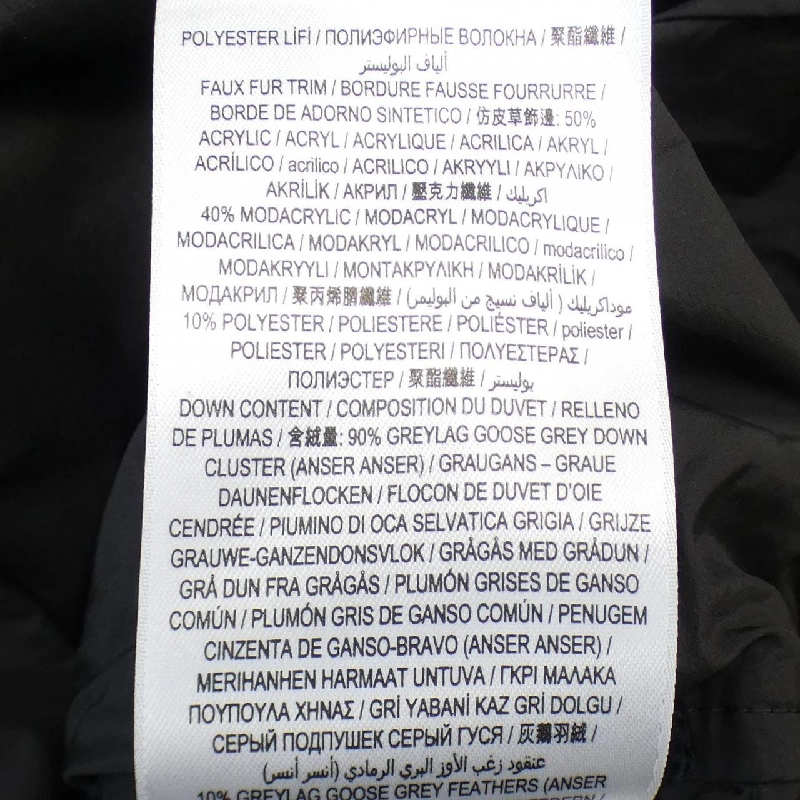 POLYESTER LİFİ / ПОЛИЭФИРНЫЕ ВОЛОКНА / 聚酯纖維 /
ألياف البوليستر
FAUX FUR TRIM / BORDURE FAUSSE FOURRURRE /
BORDE DE ADORNO SINTETICO / 仿皮草飾邊: 50%
ACRYLIC / ACRYL / ACRYLIQUE / ACRILICA / AKRYL /
ACRÍLICO / acrilico / ACRILICO / AKRYYLI / ΑΚΡΥΛΙΚΟ /
AKRİLİK / АКРИЛ / 壓克力纖維 / اكريليك
40% MODACRYLIC / MODACRYL / MODACRYLIQUE /
MODACRILICA / MODAKRYL / MODACRILICO / modacrilico /
MODAKRYYLI / ΜΟΝΤΑΚΡΥΛΙΚΗ / MODAKRİLİK /
МОДАКРИЛ / 聚丙烯腈纖維 / موداكريليك ( ألياف نسيج من البوليمر)
10% POLYESTER / POLIESTERE / POLIÉSTER / poliester /
POLIESTER / POLYESTERI / ΠΟΛΥΕΣΤΕΡΑΣ /
ПОЛИЭСТЕР / 聚酯纖維 / بوليستر
DOWN CONTENT / COMPOSITION DU DUVET / RELLENO
DE PLUMAS / 含絨量: 90% GREYLAG GOOSE GREY DOWN
CLUSTER (ANSER ANSER) / GRAUGANS – GRAUE
DAUNENFLOCKEN / FLOCON DE DUVET D'OIE
CENDRÉE / PIUMINO DI OCA SELVATICA GRIGIA / GRIJZE
GRAUWE-GANZENDONSVLOK / GRÅGÅS MED GRÅDUN /
GRÅ DUN FRA GRÅGÅS / PLUMÓN GRISES DE GANSO
COMÚN / PLUMÓN GRIS DE GANSO COMÚN / PENUGEM
CINZENTA DE GANSO-BRAVO (ANSER ANSER) /
MERIHANHEN HARMAAT UNTUVA / ΓΚΡΙ ΜΑΛΑΚΑ
ΠΟΥΠΟΥΛΑ ΧΗΝΑΣ / GRİ YABANİ KAZ GRİ DOLGU /
СЕРЫЙ ПОДПУШЕК СЕРЫЙ ГУСЯ / 灰鵝羽絨 /
عنقود زغب الأوز البري الرمادي (أنسر أنسر)
10% GREYLAG GOOSE GREY FEATHERS (ANSER